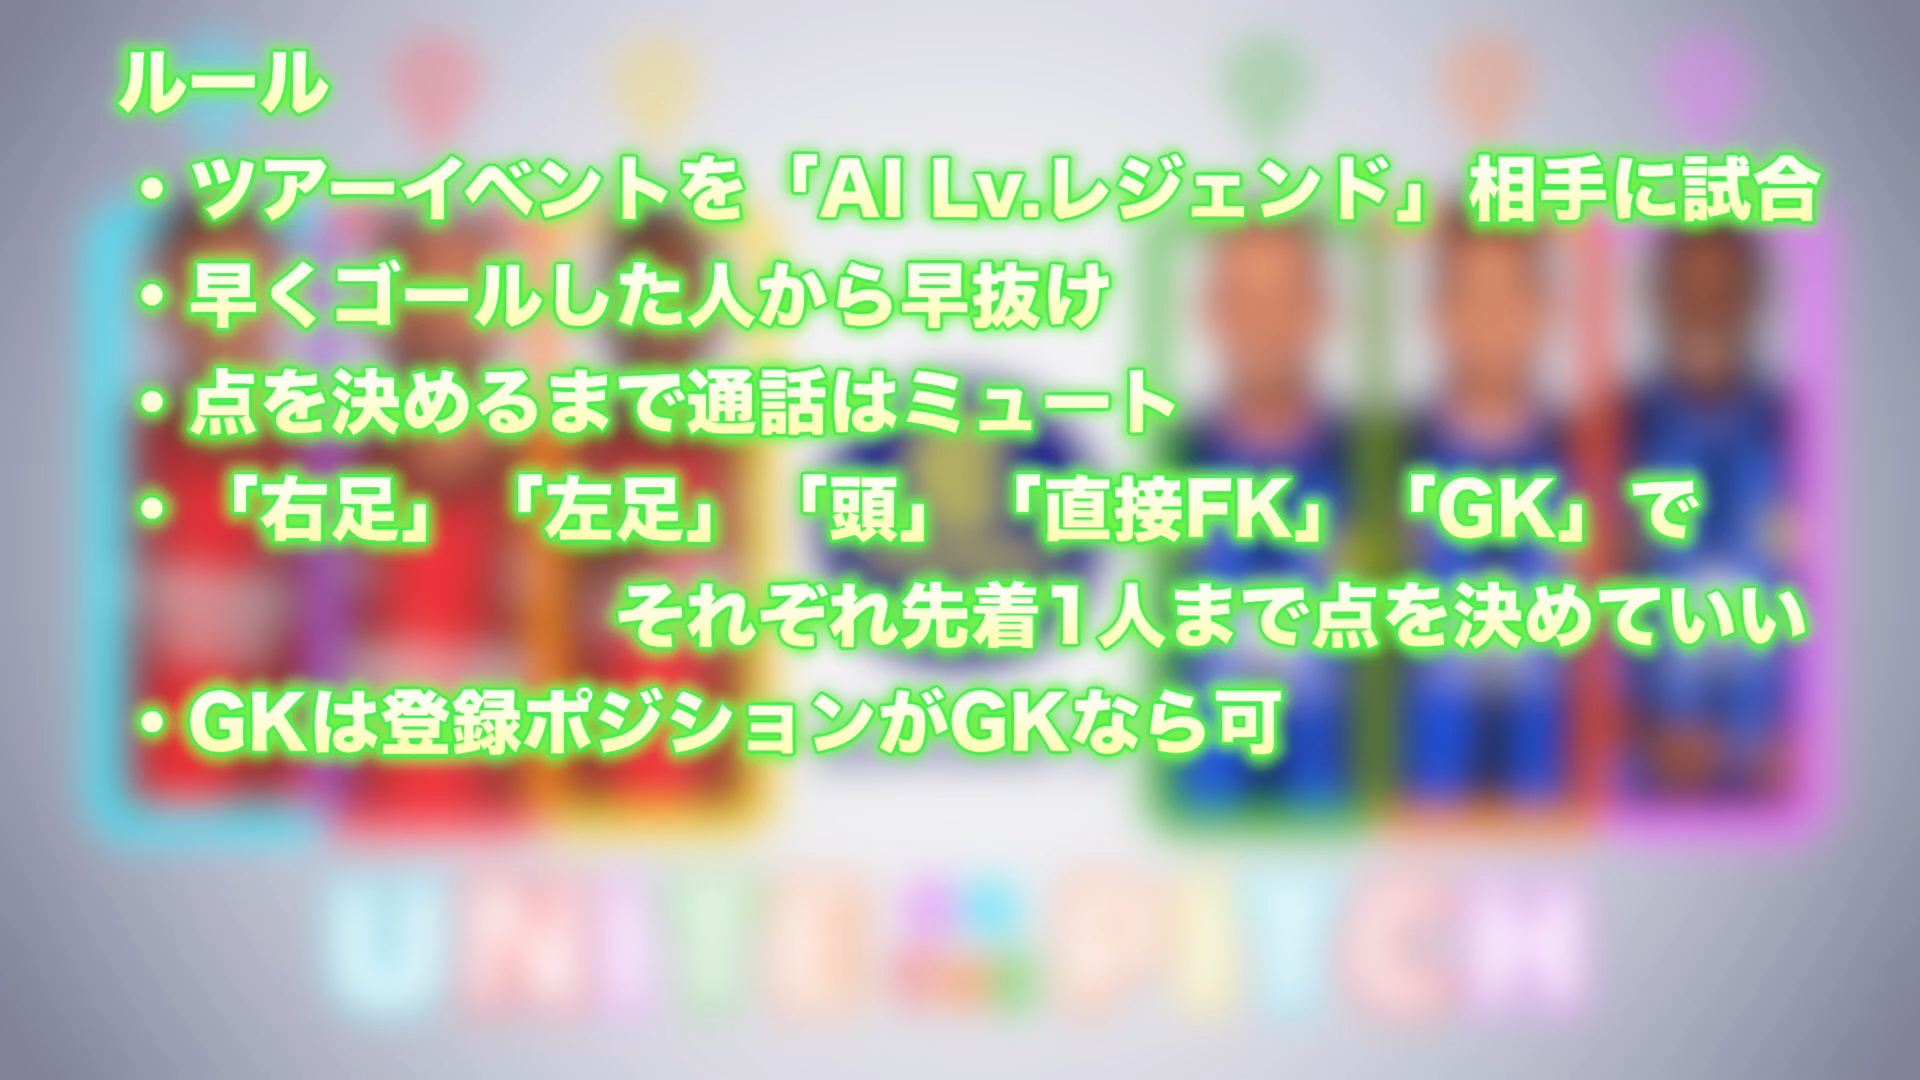 ルール
・ツアーイベントを「AI Lv.レジェンド」相手に試合
・早くゴールした人から早抜け
・点を決めるまで通話はミュート
・「右足」「左足」「頭」「直接FK」「GK」で
それぞれ先着1人まで点を決めていい
・GKは登録ポジションがGKなら可
UNITE PITCH